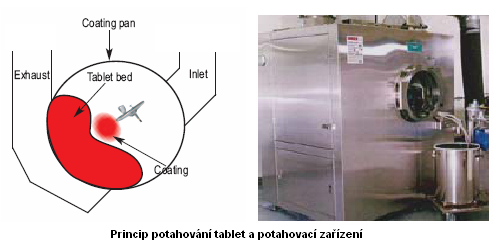 Coating pan
Exhaust
Tablet bed
Inlet
Coating
Princip potahování tablet a potahovací zařízení